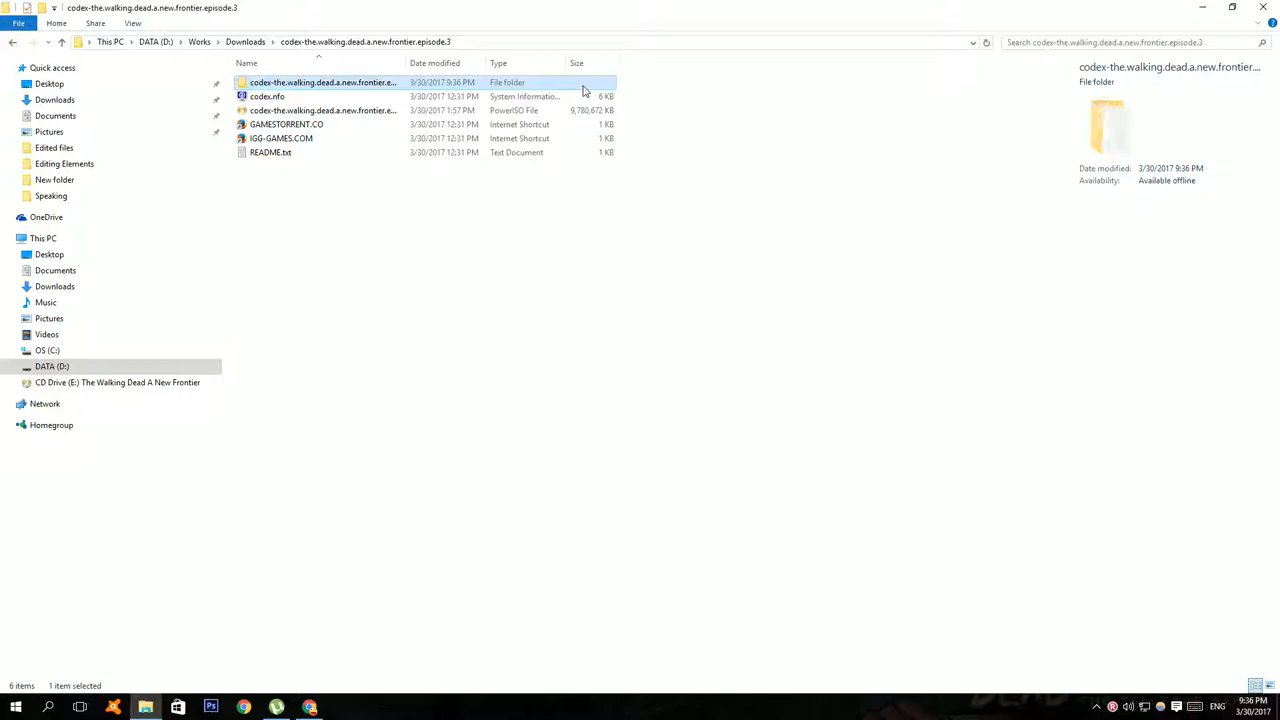 codex-the.walking.dead.a.new.frontier.episode.3
File Home Share View
This PC DATA (D:) Works Downloads codex-the.walking.dead.a.new.frontier.episode.3
Search codex-the.walking.dead.a.new.frontier.episode.3
Name Date modified Type Size
codex-the.walking.dead.a.new.frontier.e... 3/30/2017 9:36 PM File folder
codex.nfo 3/30/2017 12:31 PM System Informatio... 6 KB
codex-the.walking.dead.a.new.frontier.e... 3/30/2017 1:57 PM PowerISO File 9,780,672 KB
GAMESTORRENT.CO 3/30/2017 12:31 PM Internet Shortcut 1 KB
IGG-GAMES.COM 3/30/2017 12:31 PM Internet Shortcut 1 KB
README.txt 3/30/2017 12:31 PM Text Document 1 KB
Quick access
Desktop
Downloads
Documents
Pictures
Edited files
Editing Elements
New folder
Speaking
OneDrive
This PC
Desktop
Documents
Downloads
Music
Pictures
Videos
OS (C:)
DATA (D:)
CD Drive (E:) The Walking Dead A New Frontier
Network
Homegroup
codex-the.walking.dead.a.new.frontier....
File folder
Date modified: 3/30/2017 9:36 PM
Availability: Available offline
6 items 1 item selected
ENG
9:36 PM
3/30/2017